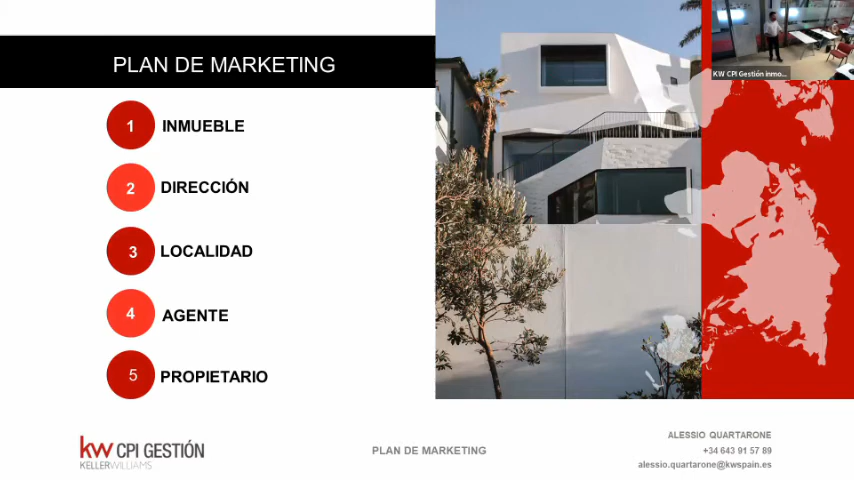 PLAN DE MARKETING
KW CPI Gestión inmo...
1 INMUEBLE
2 DIRECCIÓN
3 LOCALIDAD
4 AGENTE
5 PROPIETARIO
kw CPI GESTIÓN
KELLERWILLIAMS
PLAN DE MARKETING
ALESSIO QUARTARONE
+34 643 91 57 89
alessio.quartarone@kwspain.es